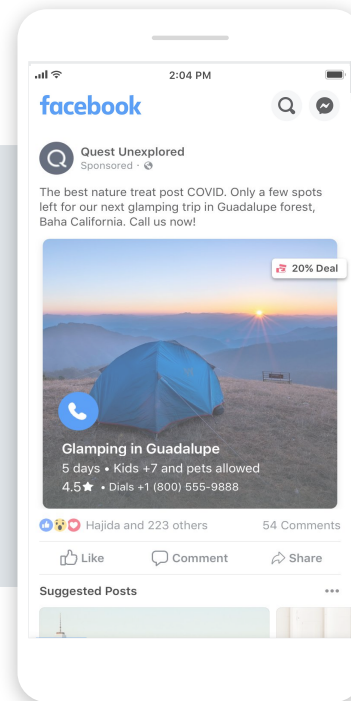 2:04 PM
facebook
Quest Unexplored
Sponsored ·
The best nature treat post COVID. Only a few spots
left for our next glamping trip in Guadalupe forest,
Baha California. Call us now!
20% Deal
Glamping in Guadalupe
5 days • Kids +7 and pets allowed
4.5★ • Dials +1 (800) 555-9888
Hajida and 223 others 54 Comments
Like Comment Share
Suggested Posts